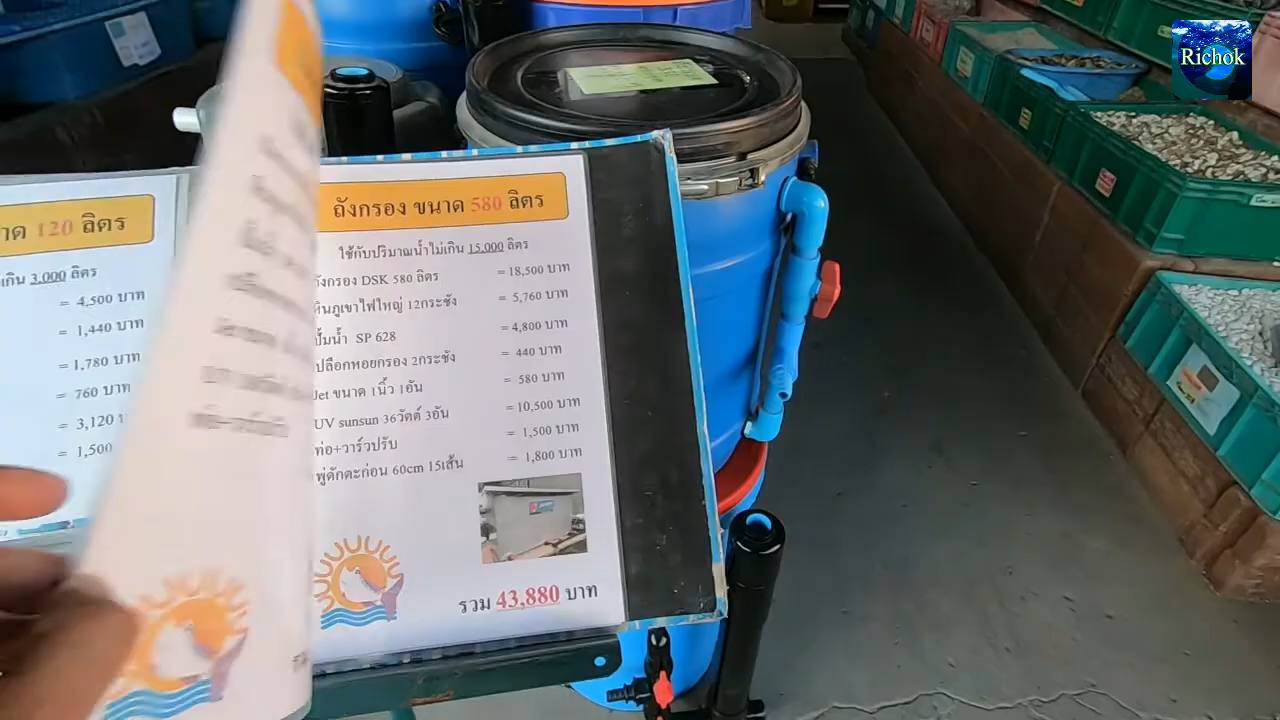 Richok
120 ลิตร
3,000 ลิตร
= 4,500 บาท
= 1,440 บาท
= 1,780 บาท
= 760 บาท
= 3,120
= 1,500
ถังกรอง ขนาด 580 ลิตร
ใช้กับปริมาณน้ำไม่เกิน 15,000 ลิตร
ถังกรอง DSK 580 ลิตร = 18,500 บาท
หินภูเขาไฟใหญ่ 12กระชัง = 5,760 บาท
ปั๊มน้ำ SP 628 = 4,800 บาท
เปลือกหอยกรอง 2กระชัง = 440 บาท
Jet ขนาด 1นิ้ว 1อัน = 580 บาท
UV sunsun 36วัตต์ 3อัน = 10,500 บาท
ท่อ+วาร์วปรับ = 1,500 บาท
พู่ดักตะก่อน 60cm 15เส้น = 1,800 บาท
รวม 43,880 บาท